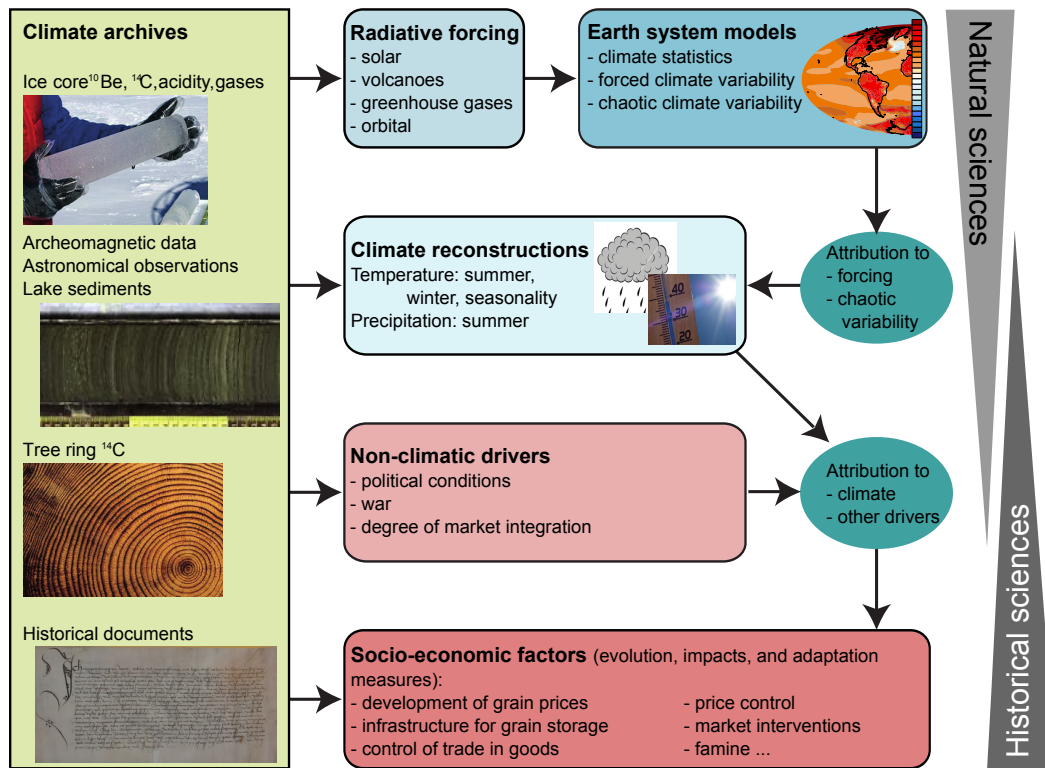 Climate archives
Ice core ¹⁰Be, ¹⁴C, acidity, gases
Archeomagnetic data
Astronomical observations
Lake sediments
Tree ring ¹⁴C
Historical documents
Radiative forcing
- solar
- volcanoes
- greenhouse gases
- orbital
Earth system models
- climate statistics
- forced climate variability
- chaotic climate variability
Climate reconstructions
Temperature: summer,
winter, seasonality
Precipitation: summer
40
30
20
Attribution to
- forcing
- chaotic
variability
Non-climatic drivers
- political conditions
- war
- degree of market integration
Attribution to
- climate
- other drivers
Socio-economic factors (evolution, impacts, and adaptation
measures):
- development of grain prices
- infrastructure for grain storage
- control of trade in goods
- price control
- market interventions
- famine ...
Natural sciences
Historical sciences